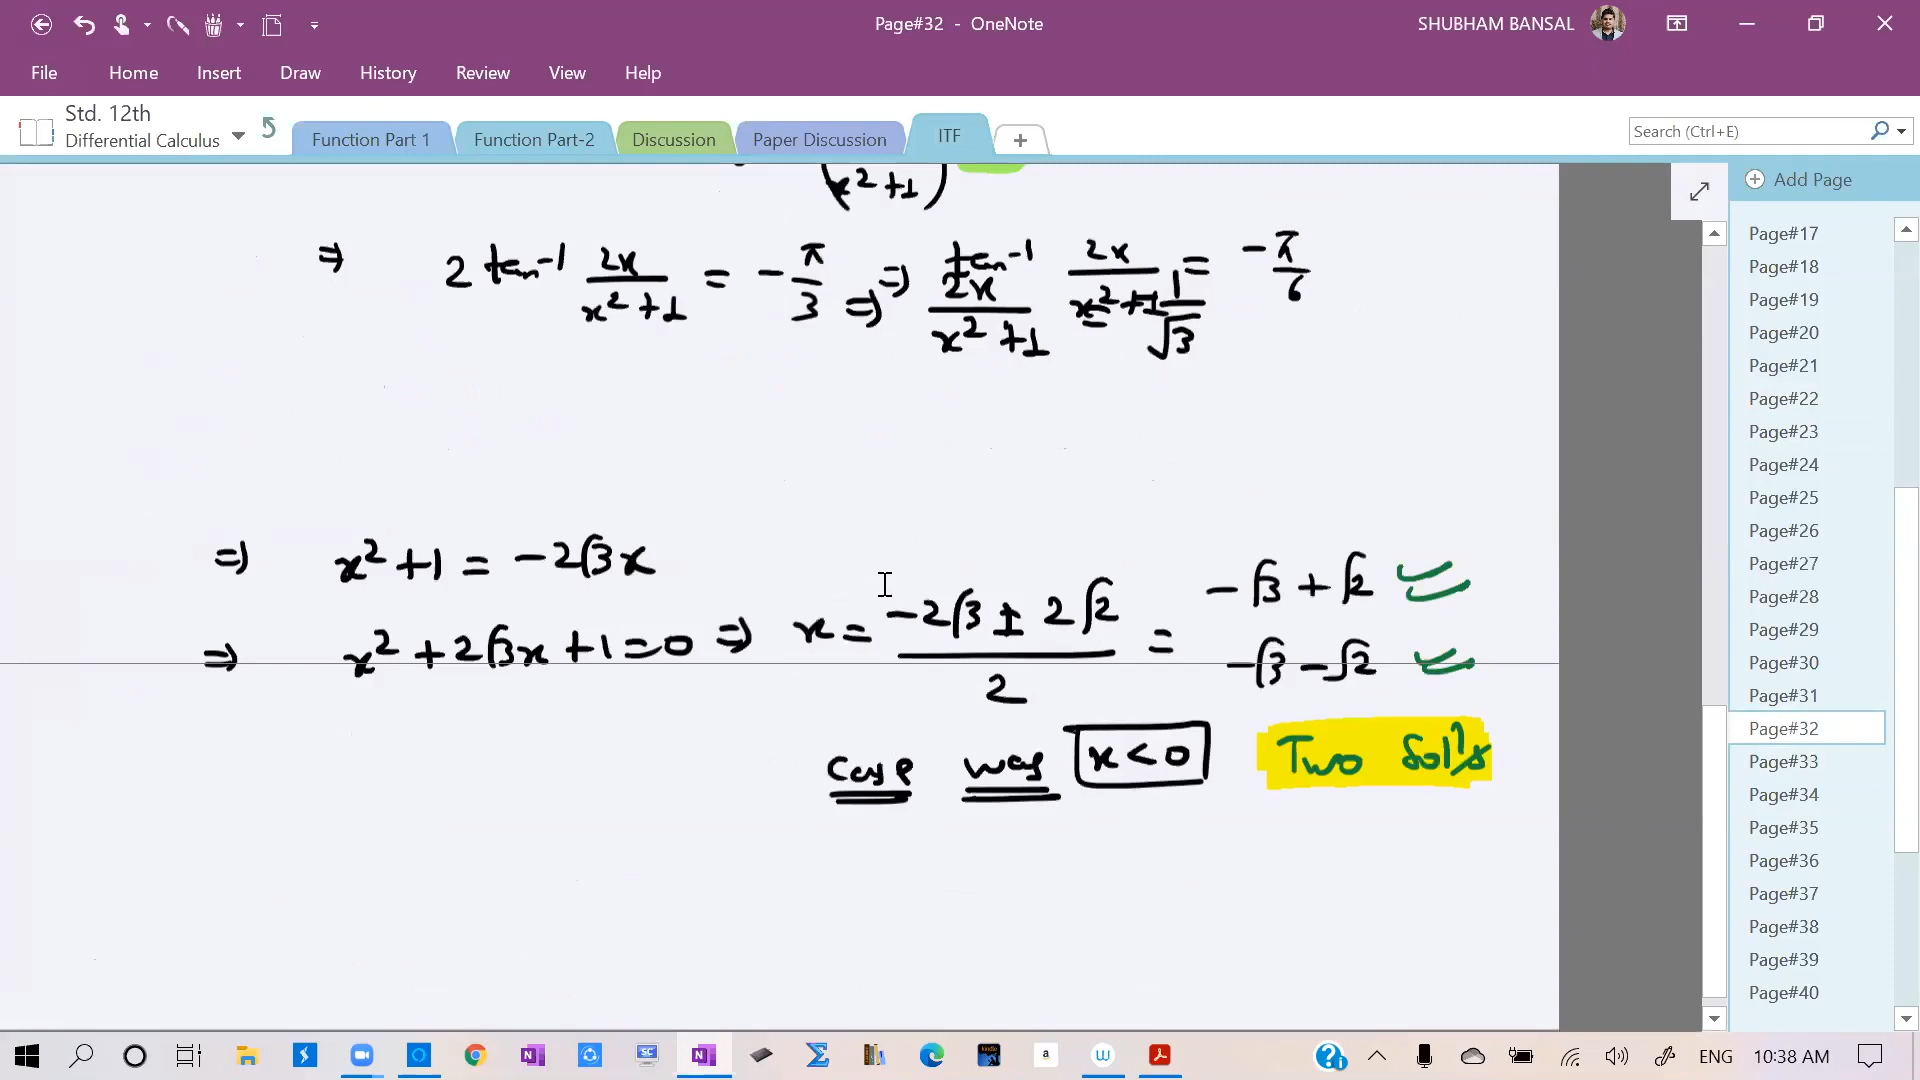 Page#32 - OneNote
SHUBHAM BANSAL
File Home Insert Draw History Review View Help
Std. 12th
Differential Calculus
Function Part 1
Function Part-2
Discussion
Paper Discussion
ITF
Search (Ctrl+E)
Add Page
Page#17
Page#18
Page#19
Page#20
Page#21
Page#22
Page#23
Page#24
Page#25
Page#26
Page#27
Page#28
Page#29
Page#30
Page#31
Page#32
Page#33
Page#34
Page#35
Page#36
Page#37
Page#38
Page#39
Page#40
(x²+1)
⇒ 2 tan⁻¹ 2x/(x²+1) = -π/3 ⇒ tan⁻¹ 2x/(x²+1) = -π/6
⇒ 2x/(x²+1) 1/√3
⇒ x²+1 = -2√3x
⇒ x²+2√3x+1=0 ⇒ x = (-2√3 ± 2√2)/2 = -√3+√2
-√3-√2
Case was x<0 Two Solⁿs
ENG 10:38 AM